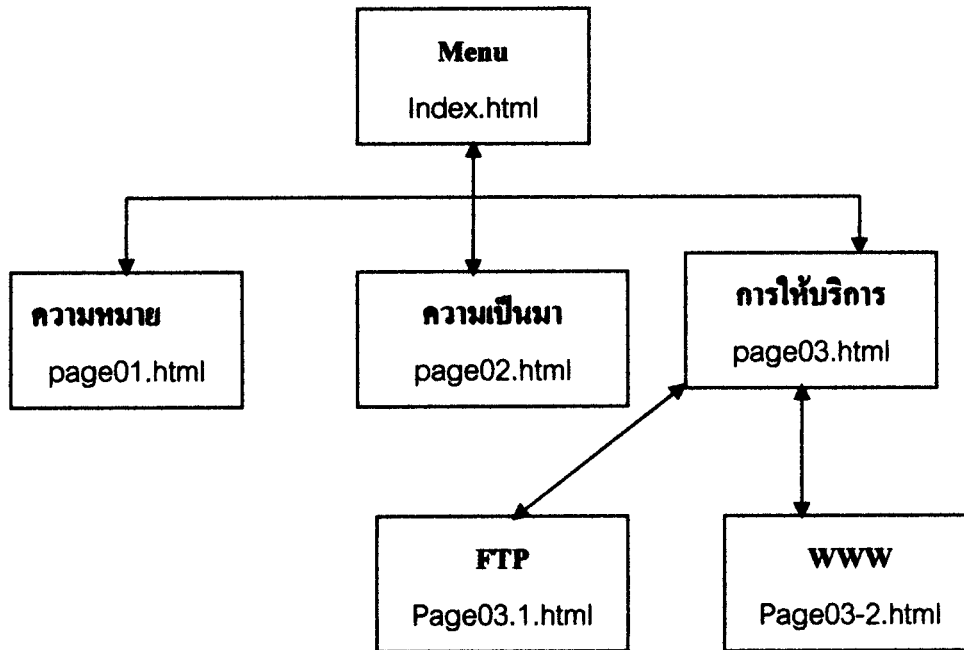 Menu
Index.html
ความหมาย
page01.html
ความเป็นมา
page02.html
การให้บริการ
page03.html
FTP
Page03.1.html
WWW
Page03-2.html